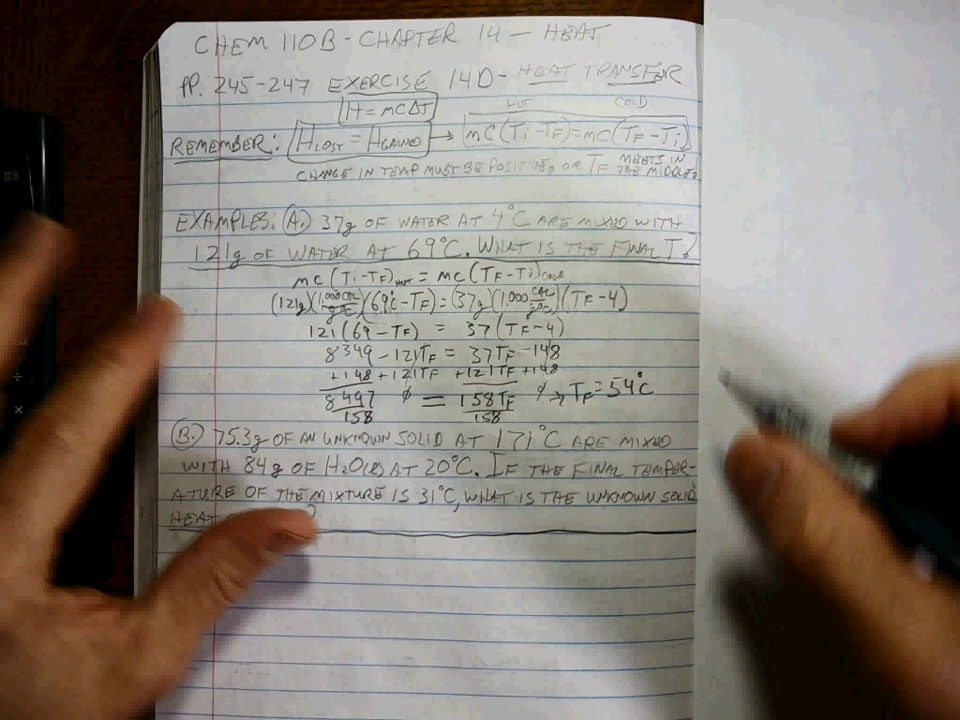 CHEM 110B - CHAPTER 14 - HEAT
PP. 245-247 EXERCISE 14D - HEAT TRANSFER
H = mCΔT HOT COLD
REMEMBER: H LOST = H GAINED → mC(Ti-TF)=mC(TF-Ti)
CHANGE IN TEMP MUST BE POSITIVE OR TF MEETS IN THE MIDDLE
EXAMPLES: (A.) 37g OF WATER AT 4°C ARE MIXED WITH
121g OF WATER AT 69°C. WHAT IS THE FINAL T?
mC(Ti-TF)HOT = mC(TF-Ti)COLD
(121g)(1.000 CAL/g°C)(69°C-TF)=(37g)(1.000 CAL/g°C)(TF-4)
121(69-TF) = 37(TF-4)
8349 - 121TF = 37TF - 148
+148 + 121TF +121TF +148
8497 ϕ = 158TF ϕ → TF = 54°C
158 158
(B.) 75.3g OF AN UNKNOWN SOLID AT 171°C ARE MIXED
WITH 84g OF H2O(l) AT 20°C. IF THE FINAL TEMPER-
ATURE OF THE MIXTURE IS 31°C, WHAT IS THE UNKNOWN SOLID
HEAT ?